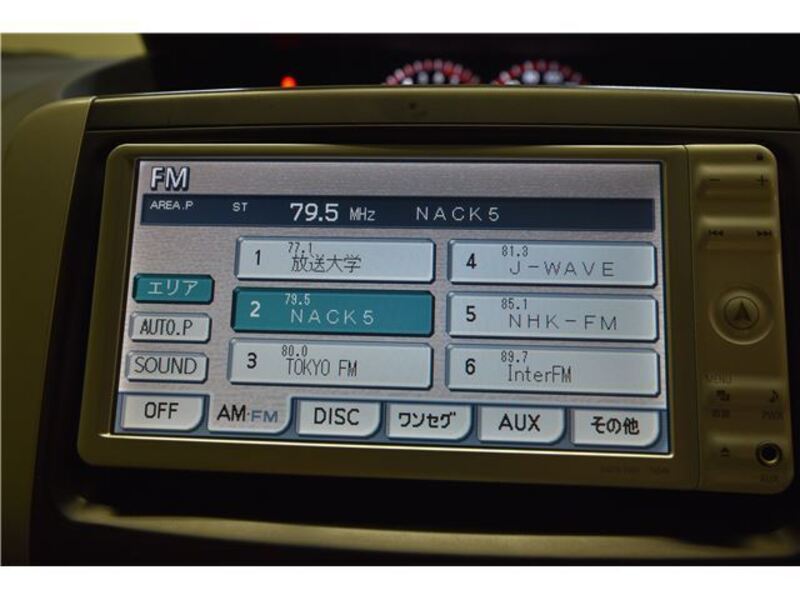 FM
AREA.P ST 79.5 MHz NACK5
1 77.1 放送大学
4 81.3 J-WAVE
エリア
2 79.5 NACK5
5 85.1 NHK-FM
AUTO.P
3 80.0 TOKYO FM
6 89.7 InterFM
SOUND
OFF AM·FM DISC ワンセグ AUX その他
MENU
AUX